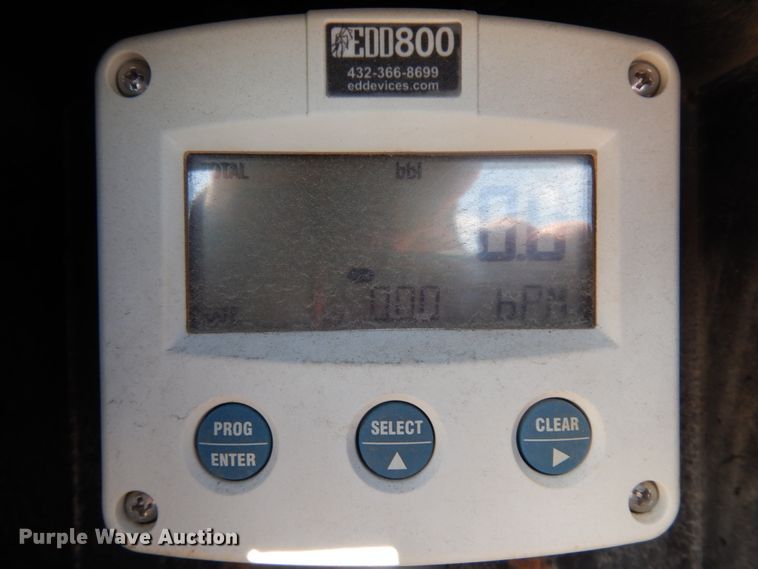 EDD800
432-366-8699
eddevices.com
TOTAL bbl
0.0
0.00 bPM
PROG
ENTER
SELECT
CLEAR
Purple Wave Auction